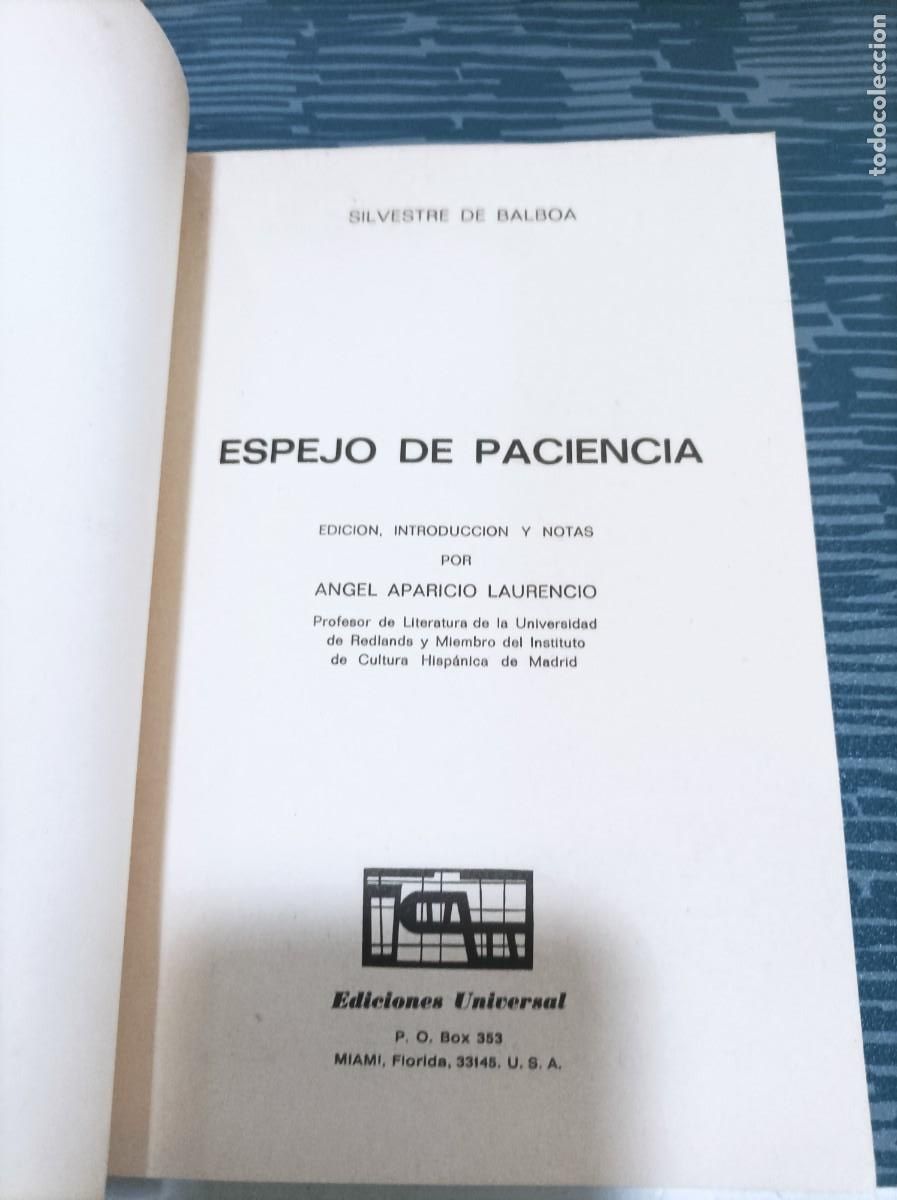 SILVESTRE DE BALBOA
ESPEJO DE PACIENCIA
EDICION, INTRODUCCION Y NOTAS
POR
ANGEL APARICIO LAURENCIO
Profesor de Literatura de la Universidad
de Redlands y Miembro del Instituto
de Cultura Hispánica de Madrid
Ediciones Universal
P. O. Box 353
MIAMI, Florida, 33145. U. S. A.
todocoleccion